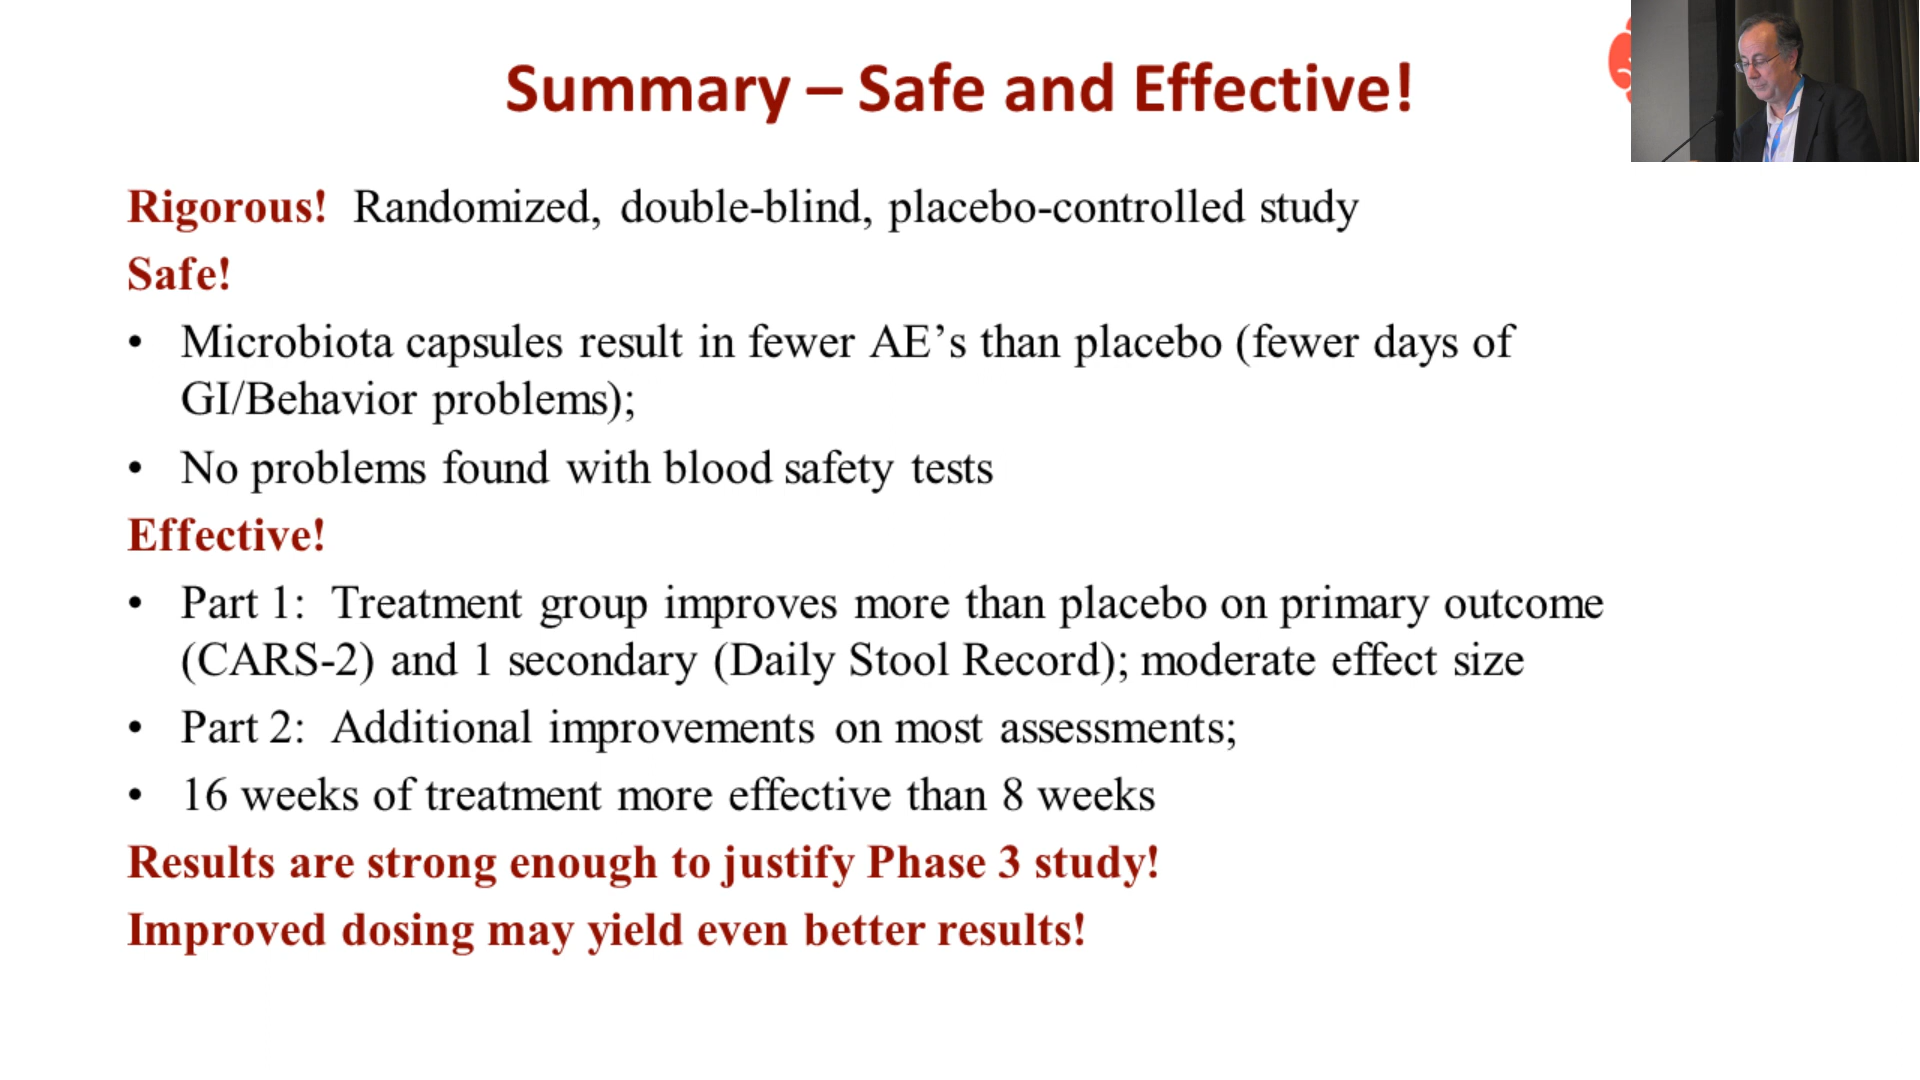 Summary – Safe and Effective!
Rigorous! Randomized, double-blind, placebo-controlled study
Safe!
• Microbiota capsules result in fewer AE’s than placebo (fewer days of
GI/Behavior problems);
• No problems found with blood safety tests
Effective!
• Part 1: Treatment group improves more than placebo on primary outcome
(CARS-2) and 1 secondary (Daily Stool Record); moderate effect size
• Part 2: Additional improvements on most assessments;
• 16 weeks of treatment more effective than 8 weeks
Results are strong enough to justify Phase 3 study!
Improved dosing may yield even better results!